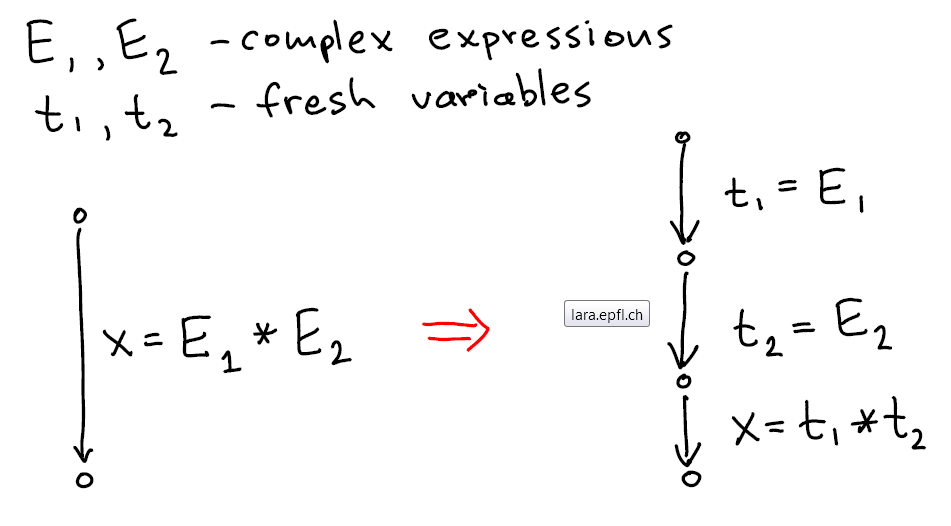 E₁, E₂ - complex expressions
t₁, t₂ - fresh variables
t₁ = E₁
x = E₁ * E₂
⇒
lara.epfl.ch
t₂ = E₂
x = t₁ * t₂